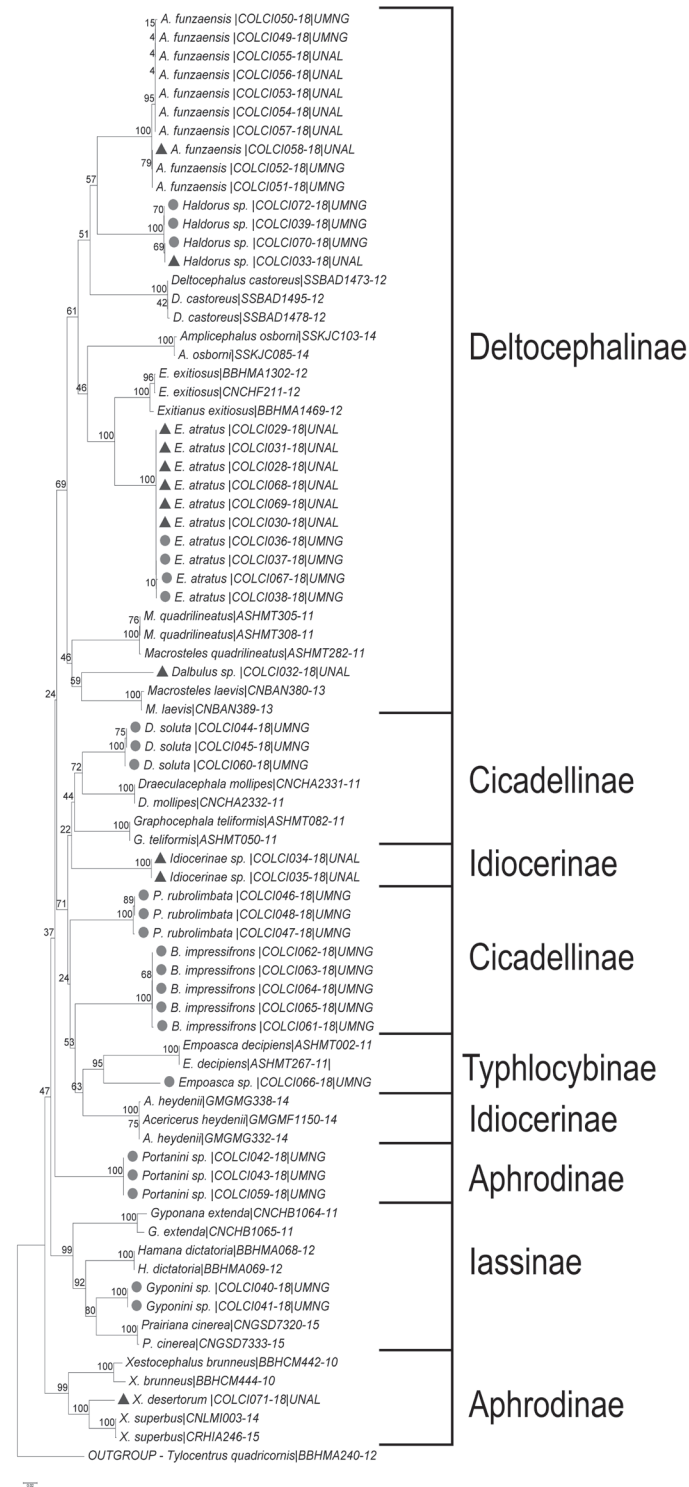 A. funzaensis |COLCI050-18|UMNG
A. funzaensis |COLCI049-18|UMNG
A. funzaensis |COLCI055-18|UNAL
A. funzaensis |COLCI056-18|UNAL
A. funzaensis |COLCI053-18|UNAL
A. funzaensis |COLCI054-18|UNAL
A. funzaensis |COLCI057-18|UNAL
A. funzaensis |COLCI058-18|UNAL
A. funzaensis |COLCI052-18|UMNG
A. funzaensis |COLCI051-18|UMNG
Haldorus sp. |COLCI072-18|UMNG
Haldorus sp. |COLCI039-18|UMNG
Haldorus sp. |COLCI070-18|UMNG
Haldorus sp. |COLCI033-18|UNAL
Deltocephalus castoreus|SSBAD1473-12
D. castoreus|SSBAD1495-12
D. castoreus|SSBAD1478-12
Amplicephalus osborni|SSKJC103-14
A. osborni|SSKJC085-14
E. exitiosus|BBHMA1302-12
E. exitiosus|CNCHF211-12
Exitianus exitiosus|BBHMA1469-12
E. atratus |COLCI029-18|UNAL
E. atratus |COLCI031-18|UNAL
E. atratus |COLCI028-18|UNAL
E. atratus |COLCI068-18|UNAL
E. atratus |COLCI069-18|UNAL
E. atratus |COLCI030-18|UNAL
E. atratus |COLCI036-18|UMNG
E. atratus |COLCI037-18|UMNG
E. atratus |COLCI067-18|UMNG
E. atratus |COLCI038-18|UMNG
M. quadrilineatus|ASHMT305-11
M. quadrilineatus|ASHMT308-11
Macrosteles quadrilineatus|ASHMT282-11
Dalbulus sp. |COLCI032-18|UNAL
Macrosteles laevis|CNBAN380-13
M. laevis|CNBAN389-13
Deltocephalinae
D. soluta |COLCI044-18|UMNG
D. soluta |COLCI045-18|UMNG
D. soluta |COLCI060-18|UMNG
Draeculacephala mollipes|CNCHA2331-11
D. mollipes|CNCHA2332-11
Graphocephala teliformis|ASHMT082-11
G. teliformis|ASHMT050-11
Cicadellinae
Idiocerinae sp. |COLCI034-18|UNAL
Idiocerinae sp. |COLCI035-18|UNAL
Idiocerinae
P. rubrolimbata |COLCI046-18|UMNG
P. rubrolimbata |COLCI048-18|UMNG
P. rubrolimbata |COLCI047-18|UMNG
B. impressifrons |COLCI062-18|UMNG
B. impressifrons |COLCI063-18|UMNG
B. impressifrons |COLCI064-18|UMNG
B. impressifrons |COLCI065-18|UMNG
B. impressifrons |COLCI061-18|UMNG
Cicadellinae
Empoasca decipiens|ASHMT002-11
E. decipiens|ASHMT267-11|
Empoasca sp. |COLCI066-18|UMNG
Typhlocybinae
A. heydenii|GMGMG338-14
Acericerus heydenii|GMGMF1150-14
A. heydenii|GMGMG332-14
Idiocerinae
Portanini sp. |COLCI042-18|UMNG
Portanini sp. |COLCI043-18|UMNG
Portanini sp. |COLCI059-18|UMNG
Aphrodinae
Gyponana extenda|CNCHB1064-11
G. extenda|CNCHB1065-11
Hamana dictatoria|BBHMA068-12
H. dictatoria|BBHMA069-12
Gyponini sp. |COLCI040-18|UMNG
Gyponini sp. |COLCI041-18|UMNG
Prairiana cinerea|CNGSD7320-15
P. cinerea|CNGSD7333-15
Iassinae
Xestocephalus brunneus|BBHCM442-10
X. brunneus|BBHCM444-10
X. desertorum |COLCI071-18|UNAL
X. superbus|CNLMI003-14
X. superbus|CRHIA246-15
Aphrodinae
OUTGROUP - Tylocentrus quadricornis|BBHMA240-12
15
4
4
4
95
100
79
57
70
100
69
51
100
42
61
100
46
96
100
100
100
10
69
76
100
46
59
100
24
75
100
72
100
44
100
22
100
71
89
100
37
24
68
100
53
100
95
63
100
75
47
100
100
99
100
92
100
80
100
100
99
100
100